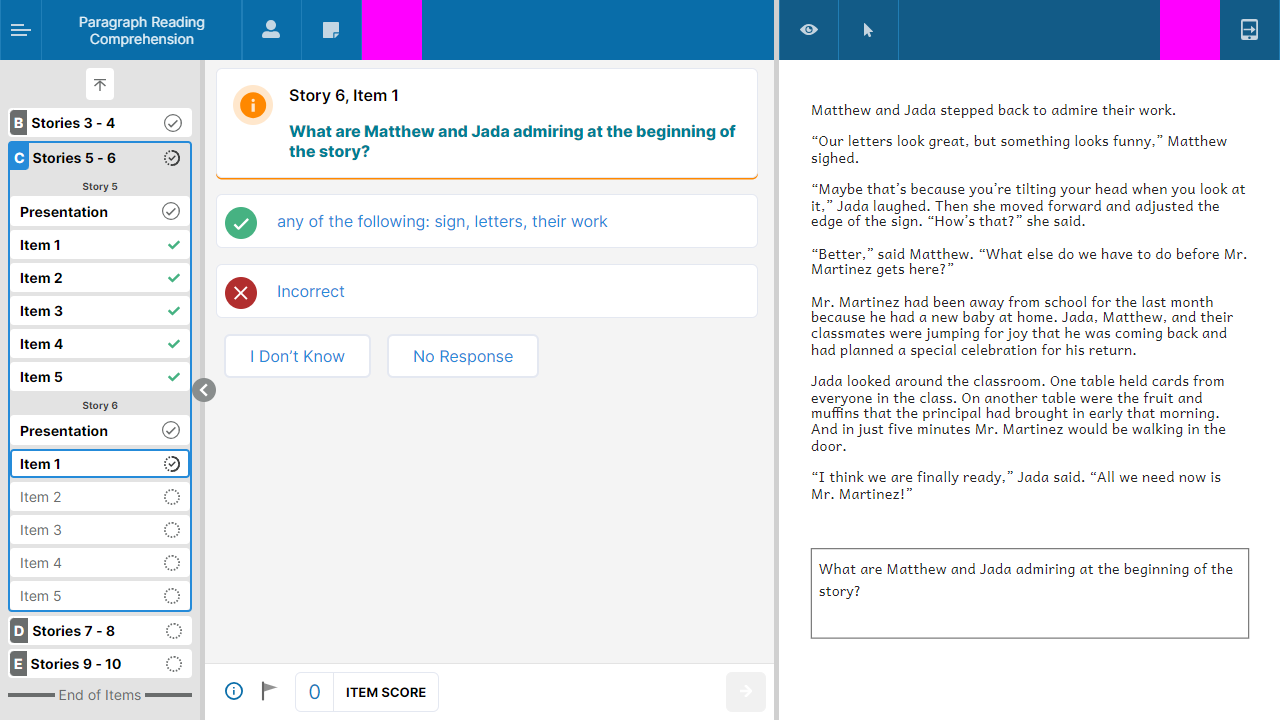 Paragraph Reading
Comprehension
B Stories 3 - 4
C Stories 5 - 6
Story 5
Presentation
Item 1
Item 2
Item 3
Item 4
Item 5
Story 6
Presentation
Item 1
Item 2
Item 3
Item 4
Item 5
D Stories 7 - 8
E Stories 9 - 10
End of Items
Story 6, Item 1
What are Matthew and Jada admiring at the beginning of
the story?
any of the following: sign, letters, their work
Incorrect
I Don’t Know
No Response
0 ITEM SCORE
Matthew and Jada stepped back to admire their work.
“Our letters look great, but something looks funny,” Matthew
sighed.
“Maybe that’s because you’re tilting your head when you look at
it,” Jada laughed. Then she moved forward and adjusted the
edge of the sign. “How’s that?” she said.
“Better,” said Matthew. “What else do we have to do before Mr.
Martinez gets here?”
Mr. Martinez had been away from school for the last month
because he had a new baby at home. Jada, Matthew, and their
classmates were jumping for joy that he was coming back and
had planned a special celebration for his return.
Jada looked around the classroom. One table held cards from
everyone in the class. On another table were the fruit and
muffins that the principal had brought in early that morning.
And in just five minutes Mr. Martinez would be walking in the
door.
“I think we are finally ready,” Jada said. “All we need now is
Mr. Martinez!”
What are Matthew and Jada admiring at the beginning of the
story?